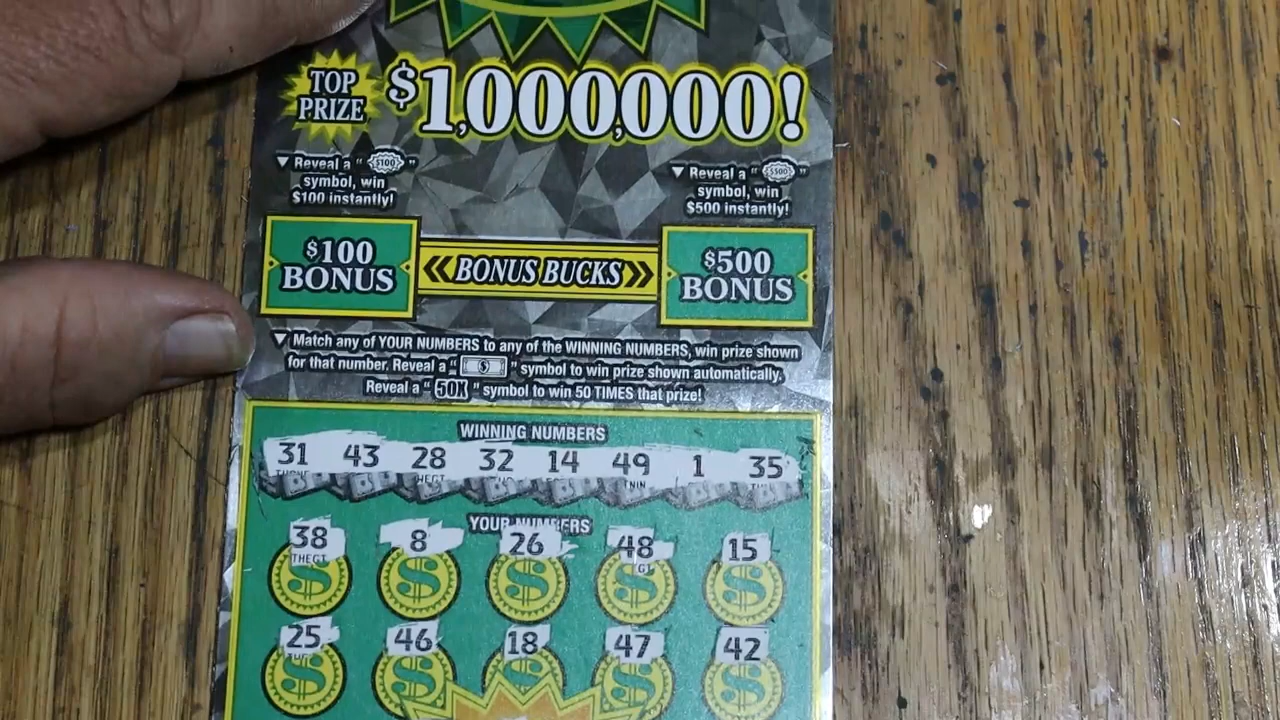 TOP PRIZE $1,000,000!
▼ Reveal a "$100"
symbol, win
$100 instantly!
▼ Reveal a "$500"
symbol, win
$500 instantly!
$100
BONUS
BONUS BUCKS
$500
BONUS
▼ Match any of YOUR NUMBERS to any of the WINNING NUMBERS, win prize shown
for that number. Reveal a " $ " symbol to win prize shown automatically.
Reveal a " 50X " symbol to win 50 TIMES that prize!
WINNING NUMBERS
31 43 28 32 14 49 1 35
YOUR NUMBERS
38 8 26 48 15
THEGT
25 46 18 47 42